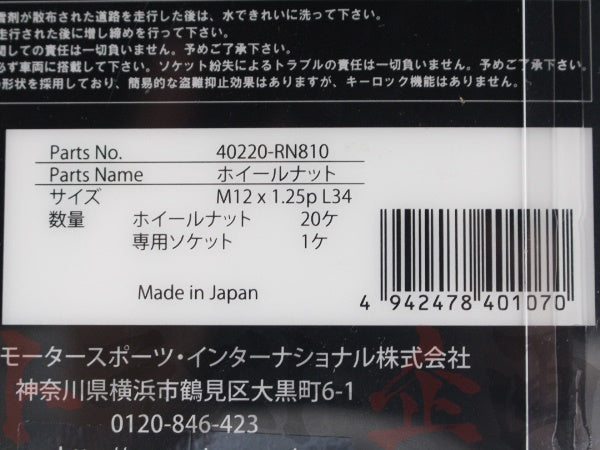 雪剤が散布された道路を走行した後は、水できれいに洗って下さい。
走行された後に増し締めを行って下さい。
関しての責任は一切負いません。予めご了承下さい。
必ず車両に搭載して下さい。ソケット紛失によるトラブルの責任は一切負いません。予めご了承下さい。
の形状を採用しており、簡易的な盗難抑止効果はありますが、キーロック機能はありません。
Parts No. 40220-RN810
Parts Name ホイールナット
サイズ M12 x 1.25p L34
数量 ホイールナット 20ケ
専用ソケット 1ケ
Made in Japan
4 942478 401070
モータースポーツ・インターナショナル株式会社
神奈川県横浜市鶴見区大黒町6-1
0120-846-423